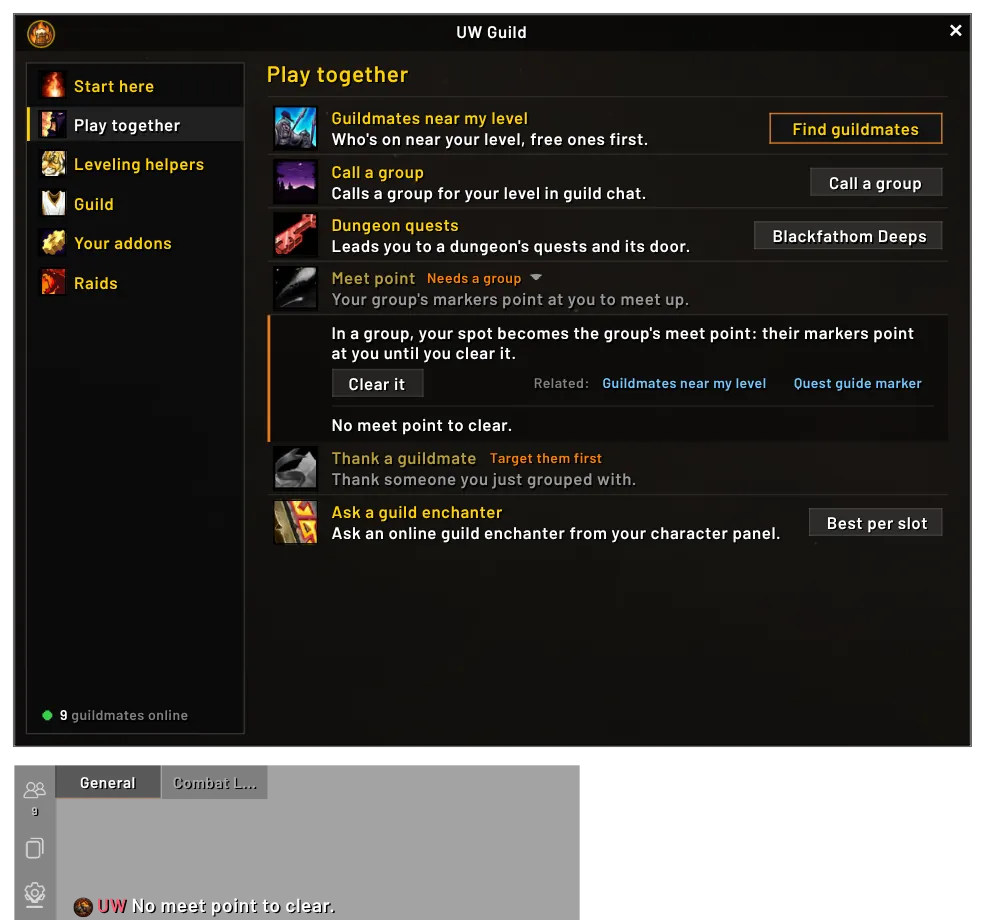 UW Guild
Start here
Play together
Leveling helpers
Guild
Your addons
Raids
9 guildmates online
Play together
Guildmates near my level
Who's on near your level, free ones first.
Find guildmates
Call a group
Calls a group for your level in guild chat.
Call a group
Dungeon quests
Leads you to a dungeon's quests and its door.
Blackfathom Deeps
Meet point Needs a group
Your group's markers point at you to meet up.
In a group, your spot becomes the group's meet point: their markers point
at you until you clear it.
Clear it
Related: Guildmates near my level Quest guide marker
No meet point to clear.
Thank a guildmate Target them first
Thank someone you just grouped with.
Ask a guild enchanter
Ask an online guild enchanter from your character panel.
Best per slot
General Combat L...
9
UW No meet point to clear.